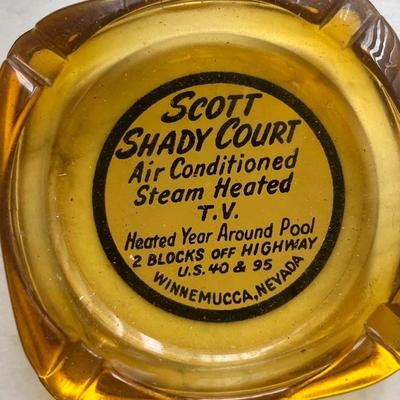 SCOTT
SHADY COURT
Air Conditioned
Steam Heated
T.V.
Heated Year Around Pool
2 BLOCKS OFF HIGHWAY
U.S. 40 & 95
WINNEMUCCA, NEVADA